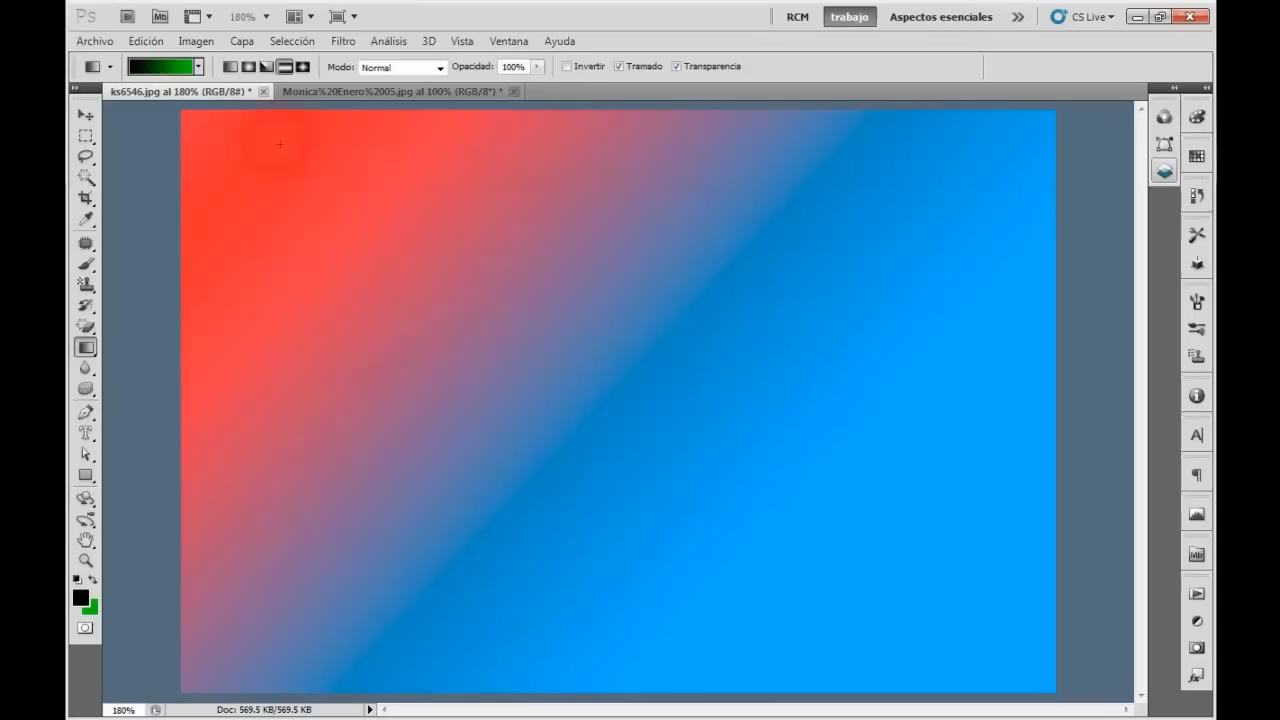 Ps Br Mb 180% RCM trabajo Aspectos esenciales CS Live
Archivo Edición Imagen Capa Selección Filtro Análisis 3D Vista Ventana Ayuda
Modo: Normal Opacidad: 100% Invertir Tramado Transparencia
ks6546.jpg al 180% (RGB/8#) * Monica%20Enero%2005.jpg al 100% (RGB/8*) *
A
Mb
fx
180% Doc: 569.5 KB/569.5 KB